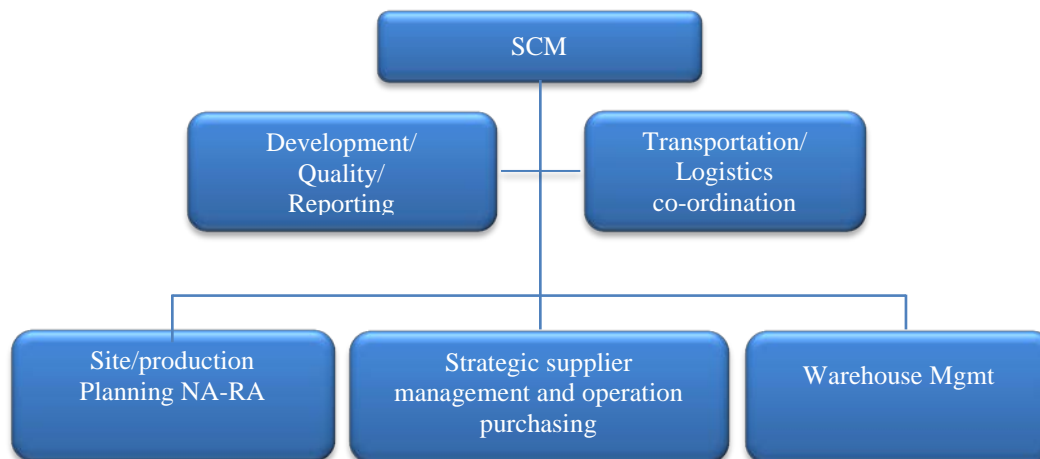 SCM
Development/
Quality/
Reporting
Transportation/
Logistics
co-ordination
Site/production
Planning NA-RA
Strategic supplier
management and operation
purchasing
Warehouse Mgmt